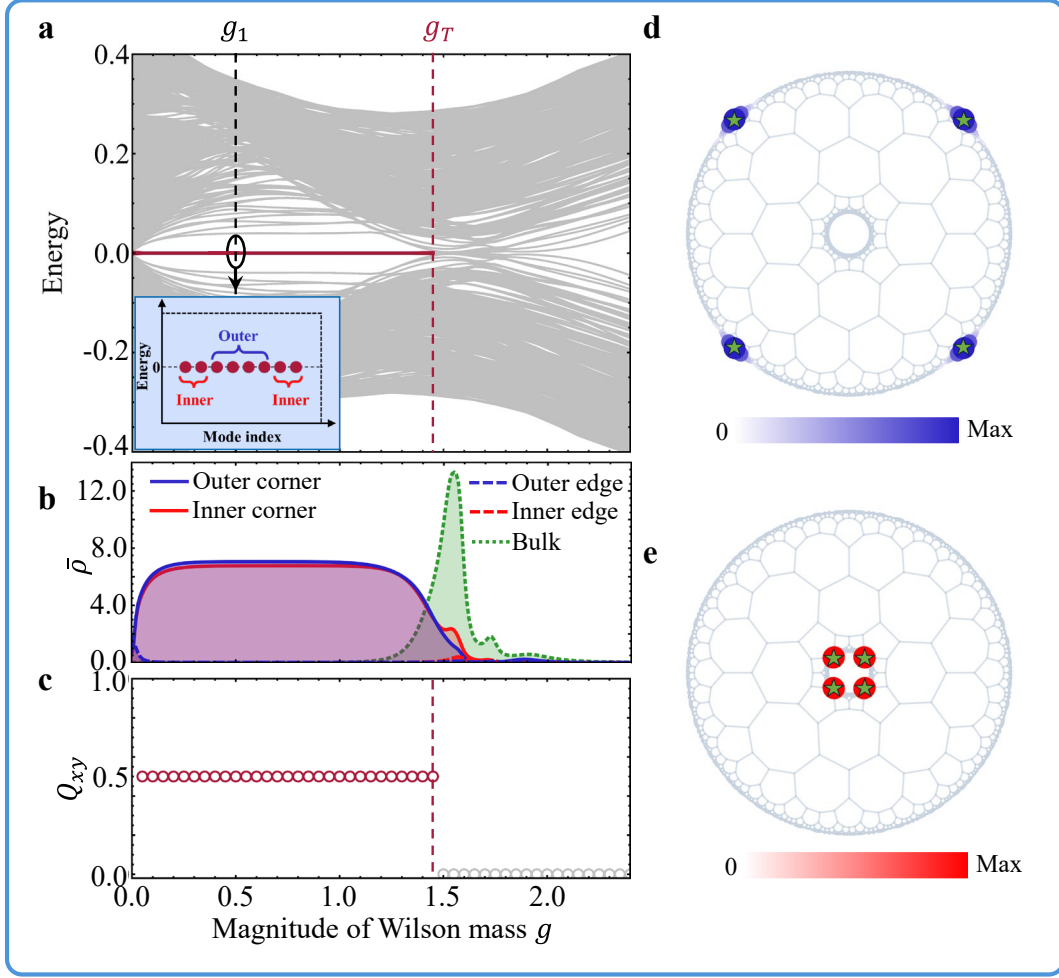 a
g₁
g_T
0.4
0.2
0.0
-0.2
-0.4
Energy
Energy
0
Outer
Inner
Inner
Mode index
b
12.0
8.0
4.0
0.0
ρ̄
Outer corner
Inner corner
Outer edge
Inner edge
Bulk
c
1.0
0.5
0.0
Q_xy
0.0
0.5
1.0
1.5
2.0
Magnitude of Wilson mass g
d
0
Max
e
0
Max